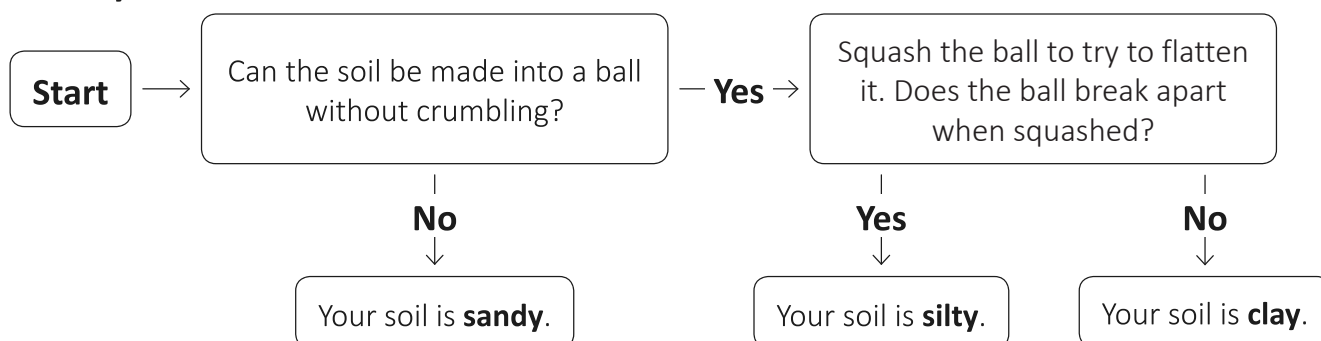 Start
Can the soil be made into a ball
without crumbling?
Yes
Squash the ball to try to flatten
it. Does the ball break apart
when squashed?
No
Yes
No
Your soil is sandy.
Your soil is silty.
Your soil is clay.